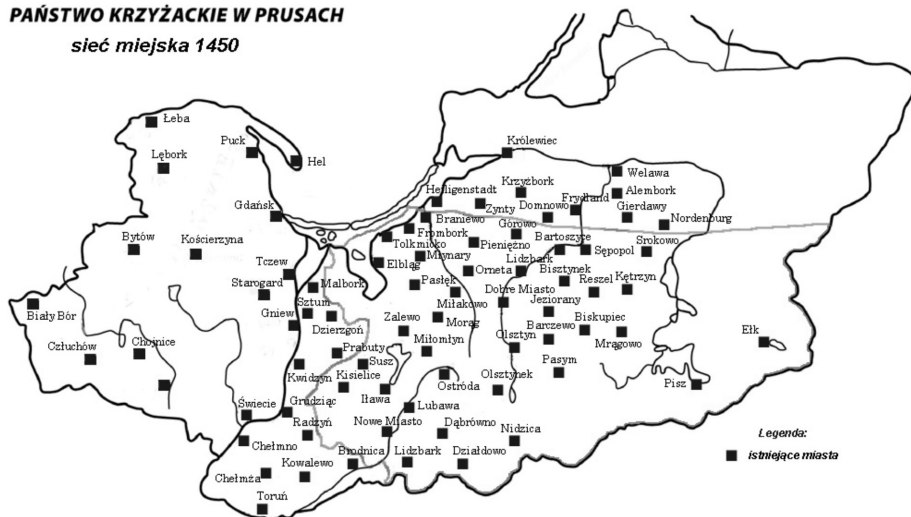 PAŃSTWO KRZYŻACKIE W PRUSACH
sieć miejska 1450
Łeba
Puck
Hel
Lębork
Królewiec
Welawa
Krzyżbork
Alembork
Heiligenstadt
Frydland
Gdańsk
Zynty
Domnowo
Gierdawy
Braniewo
Nordenburg
Frombork
Górowo
Bytów
Kościerzyna
Tolkmicko
Pieniężno
Bartoszyce
Srokowo
Młynary
Lidzbark
Sępopol
Tczew
Elbląg
Orneta
Bisztynek
Kętrzyn
Starogard
Malbork
Pasłęk
Dobre Miasto
Reszel
Sztum
Jeziorany
Biały Bór
Gniew
Miłakowo
Dzierzgoń
Zalewo
Morąg
Barczewo
Biskupiec
Ełk
Człuchów
Chojnice
Prabuty
Miłomłyn
Olsztyn
Mrągowo
Susz
Pasym
Kwidzyn
Kisielice
Ostróda
Olsztynek
Pisz
Iława
Świecie
Grudziąc
Lubawa
Radzyń
Nowe Miasto
Dąbrówno
Nidzica
Legenda:
Chełmno
Brodnica
Lidzbark
Działdowo
istniejące miasta
Chełmża
Kowalewo
Toruń